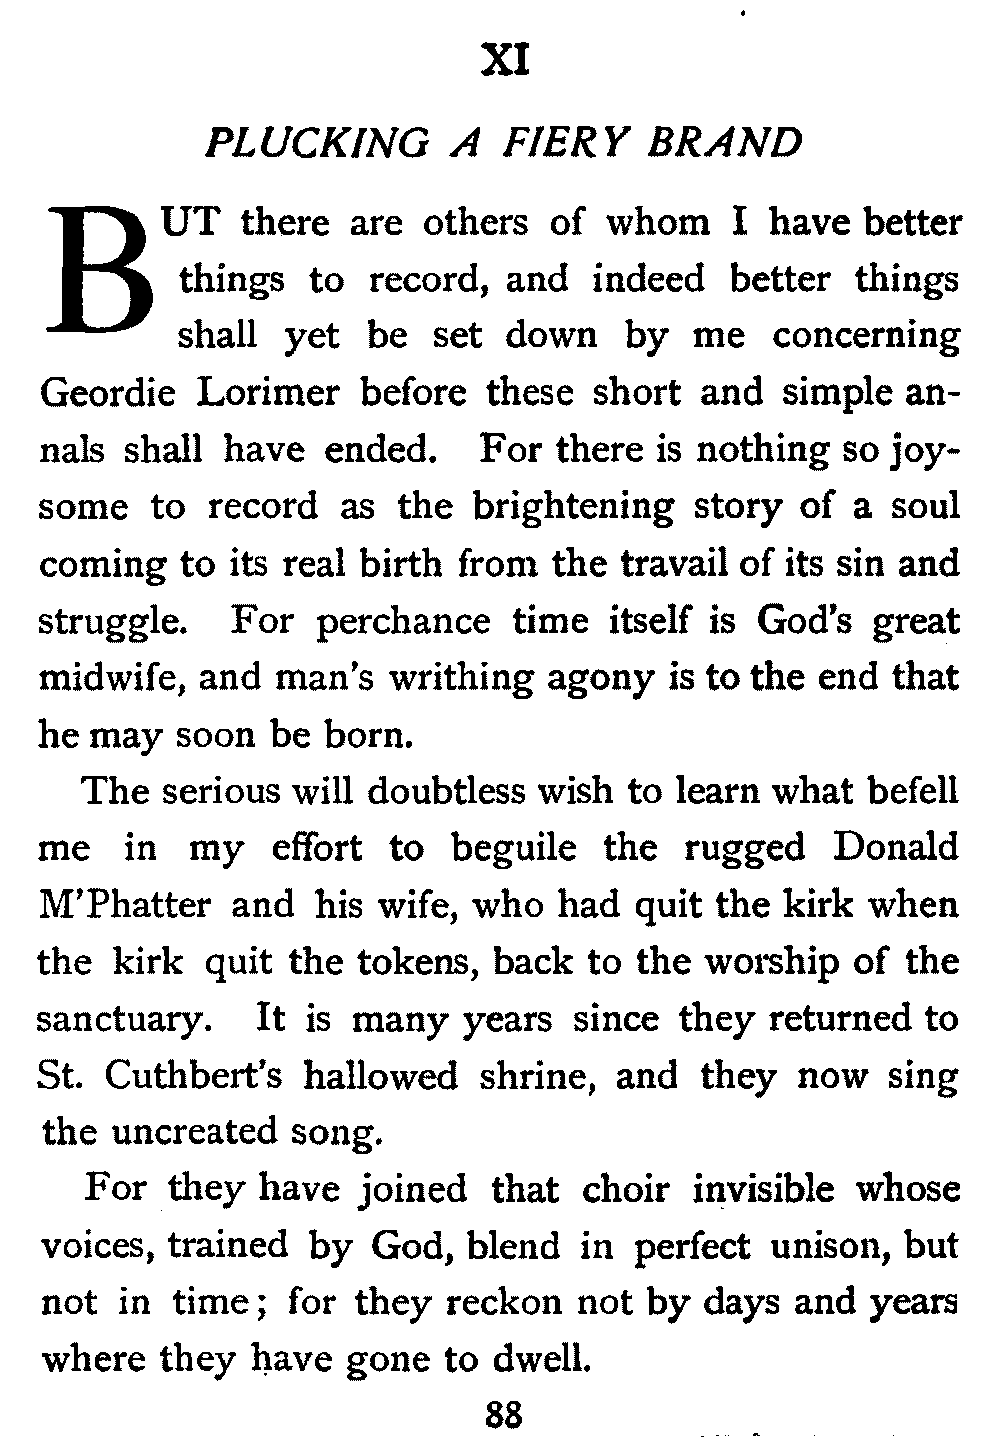 XI
PLUCKING A FIERY BRAND
BUT there are others of whom I have better
things to record, and indeed better things
shall yet be set down by me concerning
Geordie Lorimer before these short and simple an-
nals shall have ended. For there is nothing so joy-
some to record as the brightening story of a soul
coming to its real birth from the travail of its sin and
struggle. For perchance time itself is God's great
midwife, and man's writhing agony is to the end that
he may soon be born.
The serious will doubtless wish to learn what befell
me in my effort to beguile the rugged Donald
M'Phatter and his wife, who had quit the kirk when
the kirk quit the tokens, back to the worship of the
sanctuary. It is many years since they returned to
St. Cuthbert's hallowed shrine, and they now sing
the uncreated song.
For they have joined that choir invisible whose
voices, trained by God, blend in perfect unison, but
not in time; for they reckon not by days and years
where they have gone to dwell.
88